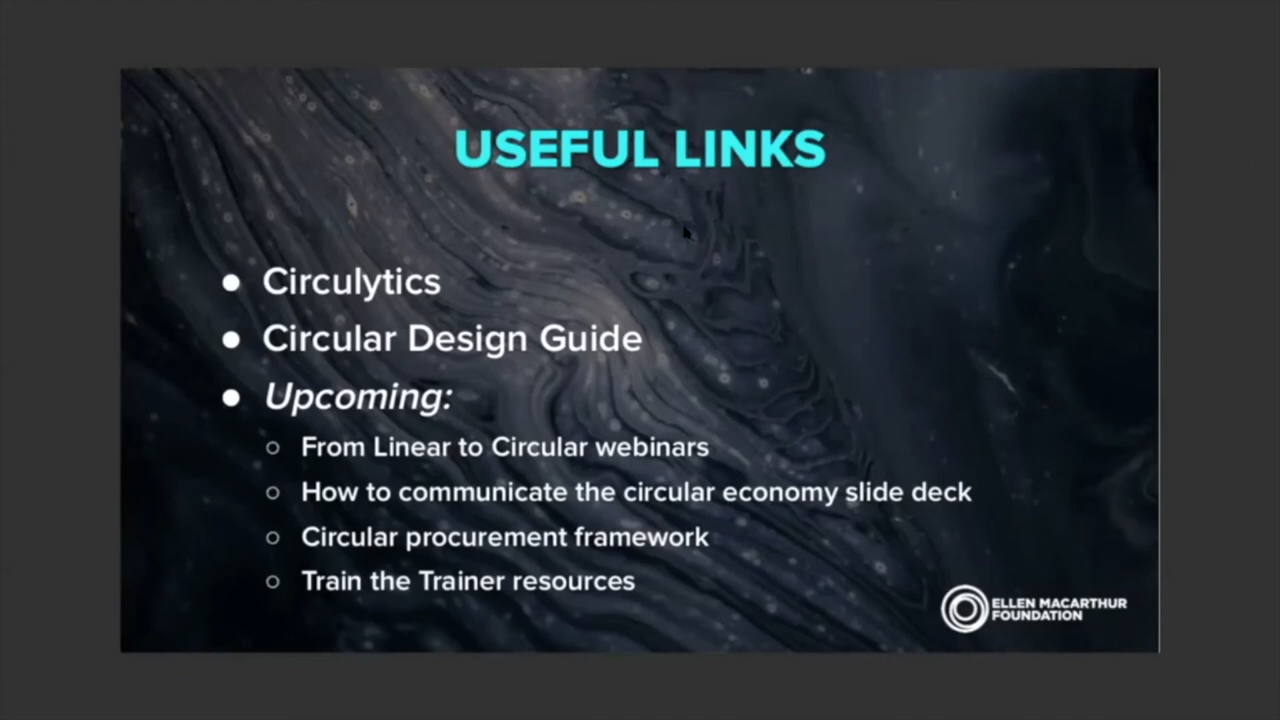 USEFUL LINKS
● Circulytics
● Circular Design Guide
● Upcoming:
○ From Linear to Circular webinars
○ How to communicate the circular economy slide deck
○ Circular procurement framework
○ Train the Trainer resources
ELLEN MACARTHUR
FOUNDATION